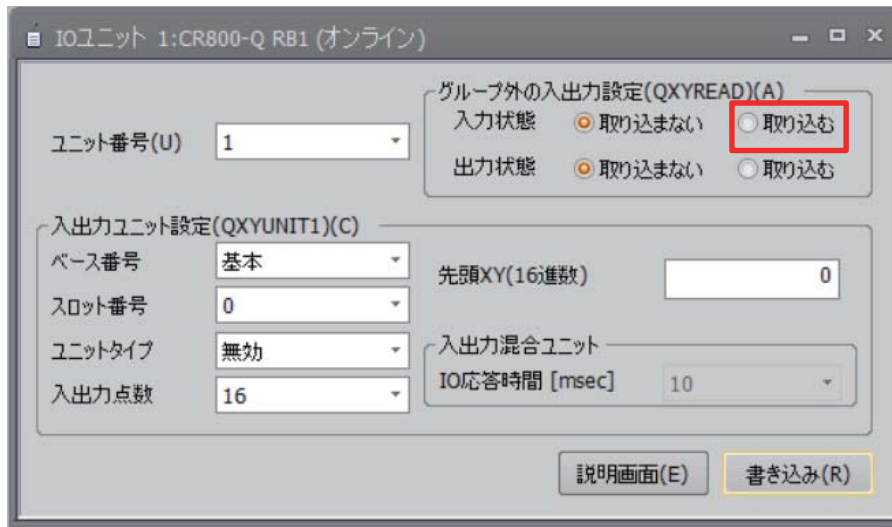 IOユニット 1:CR800-Q RB1 (オンライン)
グループ外の入出力設定(QXYREAD)(A)
ユニット番号(U) 1
入力状態 取り込まない 取り込む
出力状態 取り込まない 取り込む
入出力ユニット設定(QXYUNIT1)(C)
ベース番号 基本
スロット番号 0
ユニットタイプ 無効
入出力点数 16
先頭XY(16進数) 0
入出力混合ユニット
IO応答時間 [msec] 10
説明画面(E) 書き込み(R)